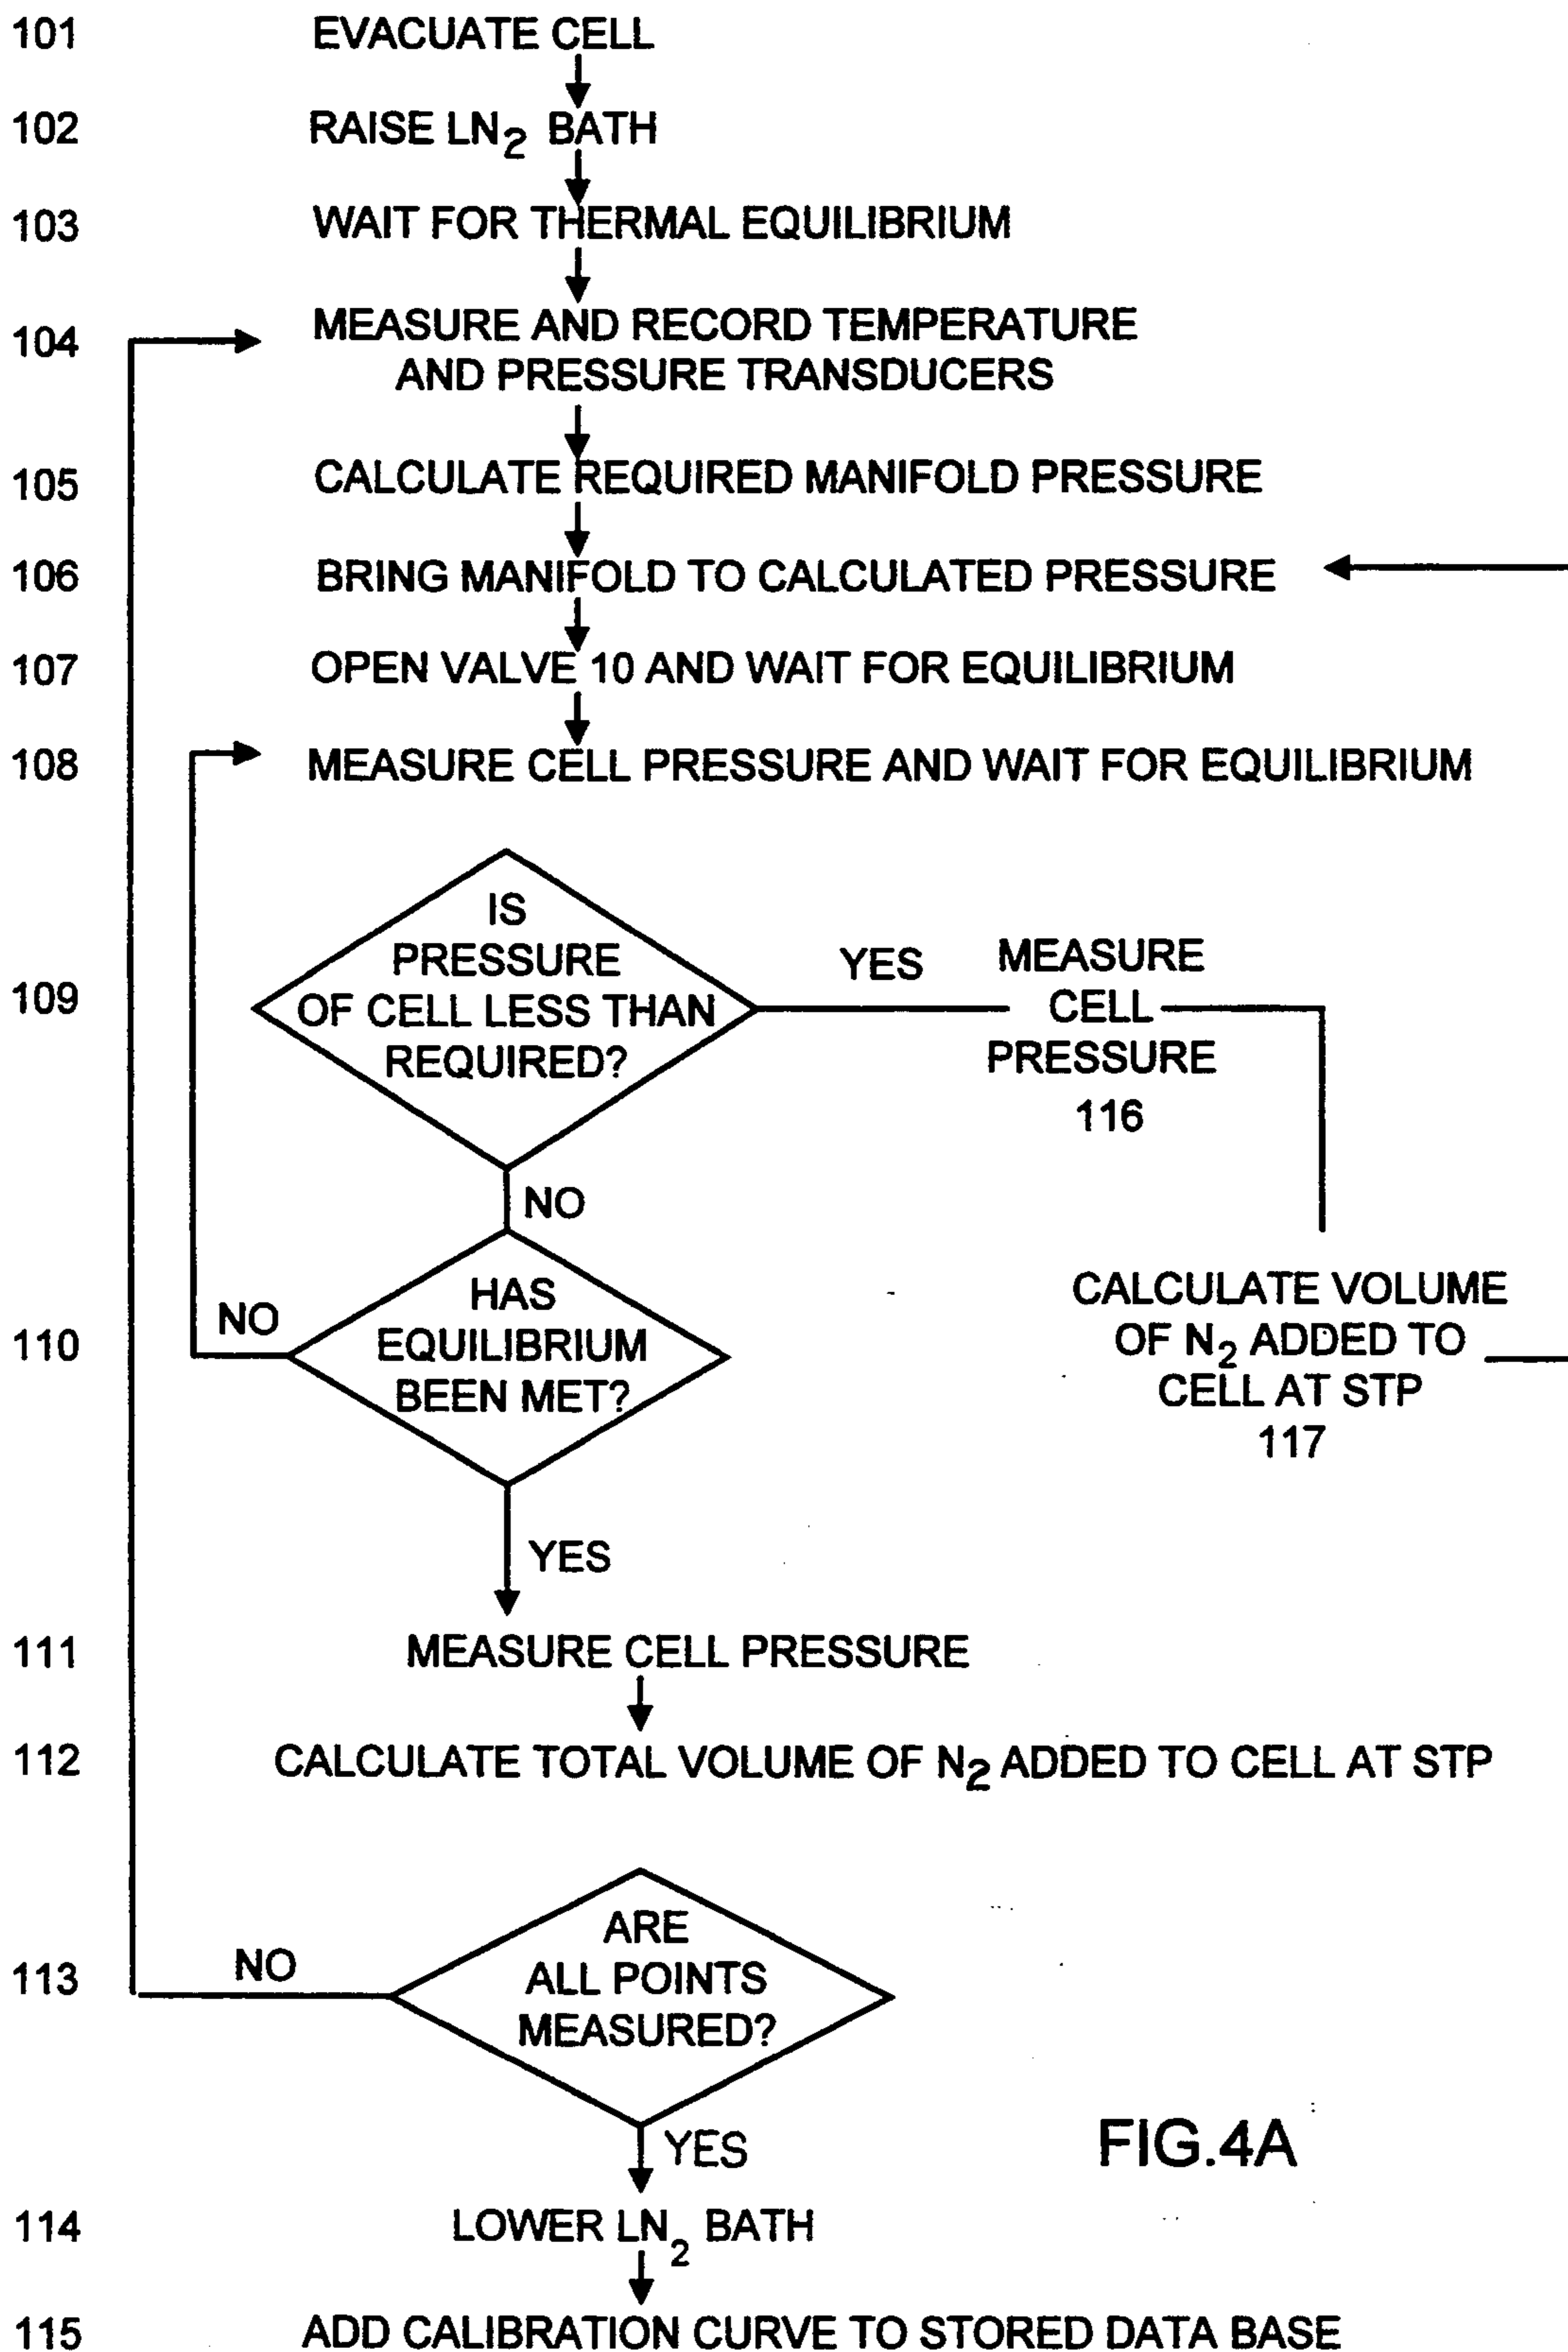 101 EVACUATE CELL
102 RAISE LN2 BATH
103 WAIT FOR THERMAL EQUILIBRIUM
104 MEASURE AND RECORD TEMPERATURE
AND PRESSURE TRANSDUCERS
105 CALCULATE REQUIRED MANIFOLD PRESSURE
106 BRING MANIFOLD TO CALCULATED PRESSURE
107 OPEN VALVE 10 AND WAIT FOR EQUILIBRIUM
108 MEASURE CELL PRESSURE AND WAIT FOR EQUILIBRIUM
109
IS
PRESSURE
OF CELL LESS THAN
REQUIRED?
YES
MEASURE
CELL
PRESSURE
116
NO
110
HAS
EQUILIBRIUM
BEEN MET?
NO
CALCULATE VOLUME
OF N2 ADDED TO
CELL AT STP
117
YES
111 MEASURE CELL PRESSURE
112 CALCULATE TOTAL VOLUME OF N2 ADDED TO CELL AT STP
113
NO
ARE
ALL POINTS
MEASURED?
YES
FIG.4A
114 LOWER LN2 BATH
115 ADD CALIBRATION CURVE TO STORED DATA BASE